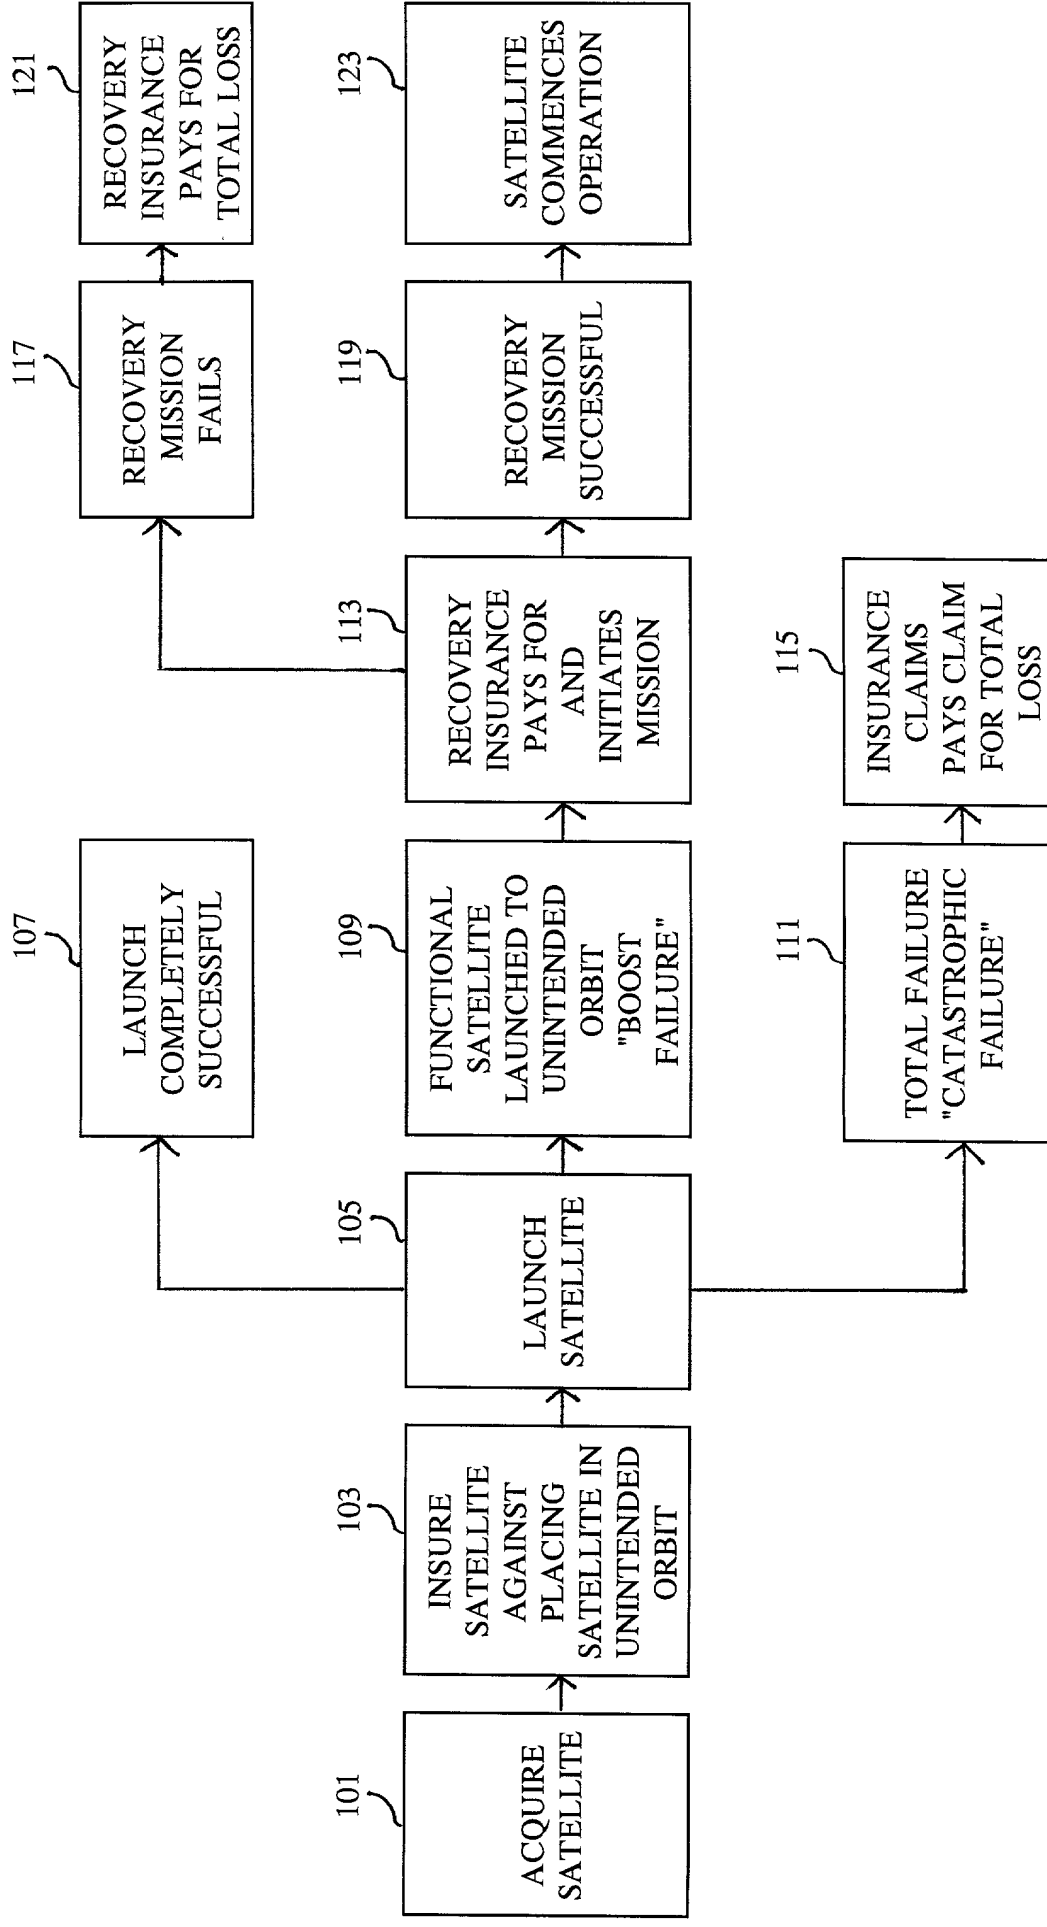 101
ACQUIRE
SATELLITE
103
INSURE
SATELLITE
AGAINST
PLACING
SATELLITE IN
UNINTENDED
ORBIT
105
LAUNCH
SATELLITE
107
LAUNCH
COMPLETELY
SUCCESSFUL
109
FUNCTIONAL
SATELLITE
LAUNCHED TO
UNINTENDED
ORBIT
"BOOST
FAILURE"
111
TOTAL FAILURE
"CATASTROPHIC
FAILURE"
113
RECOVERY
INSURANCE
PAYS FOR
AND
INITIATES
MISSION
115
INSURANCE
CLAIMS
PAYS CLAIM
FOR TOTAL
LOSS
117
RECOVERY
MISSION
FAILS
119
RECOVERY
MISSION
SUCCESSFUL
121
RECOVERY
INSURANCE
PAYS FOR
TOTAL LOSS
123
SATELLITE
COMMENCES
OPERATION